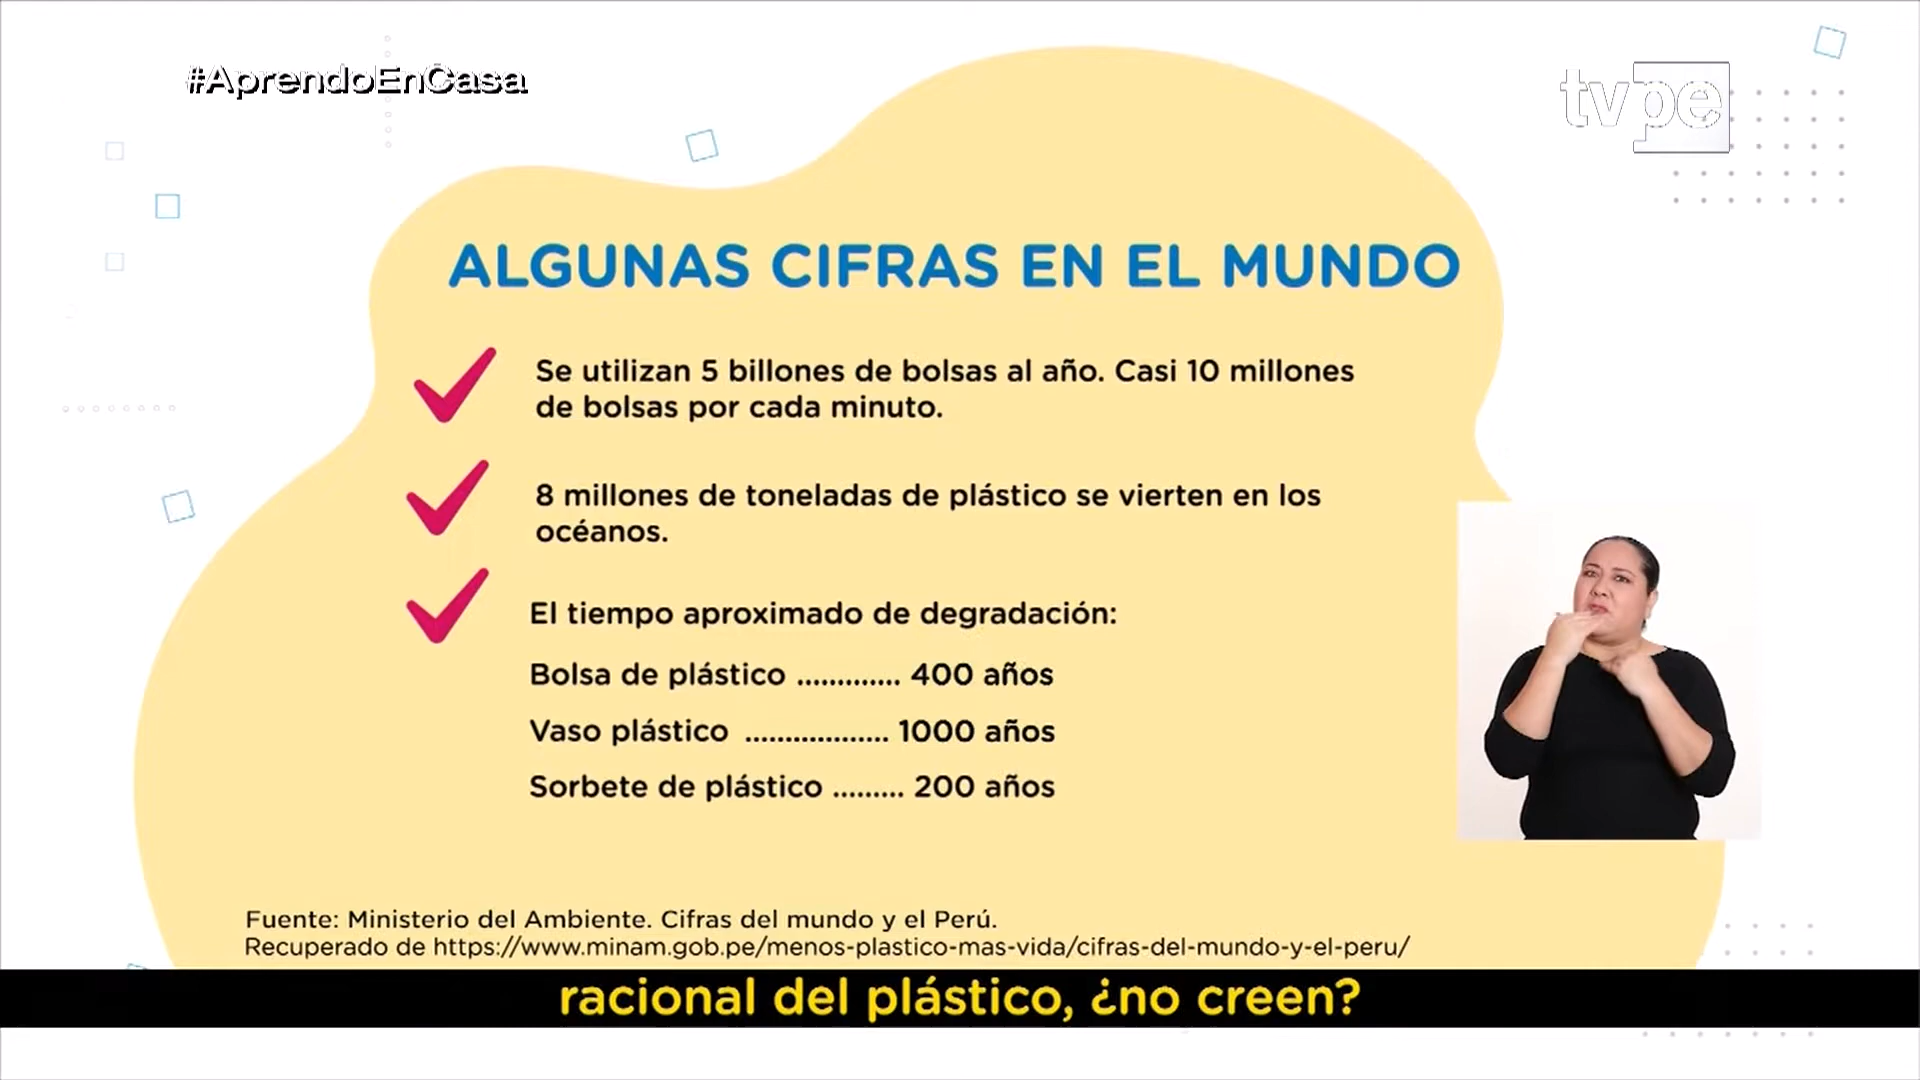 #AprendoEnCasa
tvpe
ALGUNAS CIFRAS EN EL MUNDO
Se utilizan 5 billones de bolsas al año. Casi 10 millones
de bolsas por cada minuto.
8 millones de toneladas de plástico se vierten en los
océanos.
El tiempo aproximado de degradación:
Bolsa de plástico ............. 400 años
Vaso plástico .................. 1000 años
Sorbete de plástico ......... 200 años
Fuente: Ministerio del Ambiente. Cifras del mundo y el Perú.
Recuperado de https://www.minam.gob.pe/menos-plastico-mas-vida/cifras-del-mundo-y-el-peru/
racional del plástico, ¿no creen?